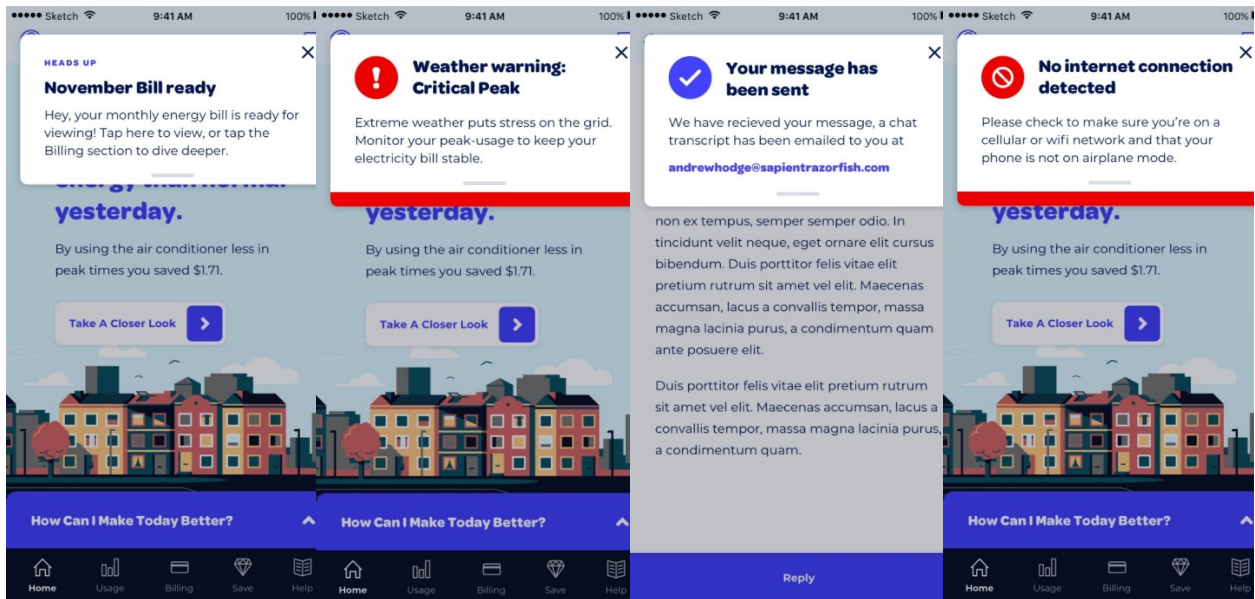 ●●●●● Sketch 9:41 AM 100%
HEADS UP
November Bill ready
Hey, your monthly energy bill is ready for
viewing! Tap here to view, or tap the
Billing section to dive deeper.
yesterday.
By using the air conditioner less in
peak times you saved $1.71.
Take A Closer Look
How Can I Make Today Better?
Home Usage Billing Save Help
●●●●● Sketch 9:41 AM 100%
Weather warning:
Critical Peak
Extreme weather puts stress on the grid.
Monitor your peak-usage to keep your
electricity bill stable.
yesterday.
By using the air conditioner less in
peak times you saved $1.71.
Take A Closer Look
How Can I Make Today Better?
Home Usage Billing Save Help
●●●●● Sketch 9:41 AM 100%
Your message has
been sent
We have recieved your message, a chat
transcript has been emailed to you at
andrewhodge@sapientrazorfish.com
non ex tempus, semper semper odio. In
tincidunt velit neque, eget ornare elit cursus
bibendum. Duis porttitor felis vitae elit
pretium rutrum sit amet vel elit. Maecenas
accumsan, lacus a convallis tempor, massa
magna lacinia purus, a condimentum quam
ante posuere elit.
Duis porttitor felis vitae elit pretium rutrum
sit amet vel elit. Maecenas accumsan, lacus a
convallis tempor, massa magna lacinia purus,
a condimentum quam.
Reply
●●●●● Sketch 9:41 AM 100%
No internet connection
detected
Please check to make sure you're on a
cellular or wifi network and that your
phone is not on airplane mode.
yesterday.
By using the air conditioner less in
peak times you saved $1.71.
Take A Closer Look
How Can I Make Today Better?
Home Usage Billing Save Help